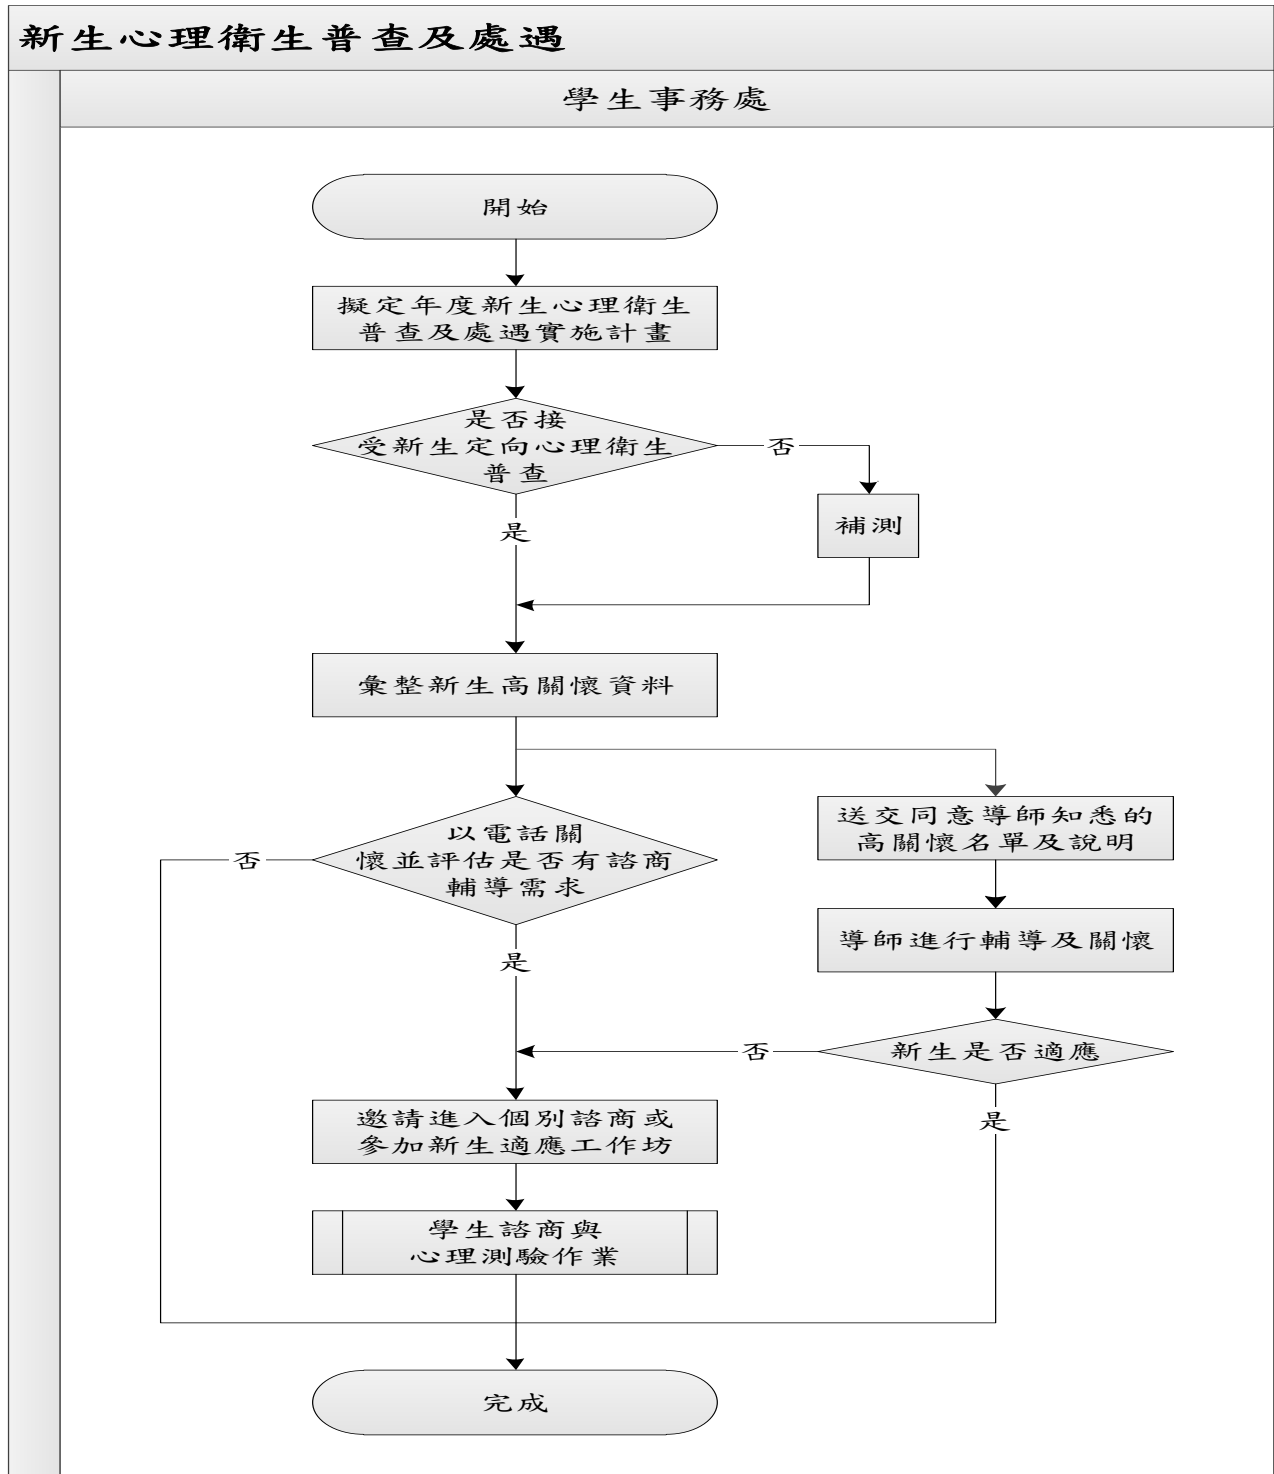 新生心理衛生普查及處遇
學生事務處
開始
擬定年度新生心理衛生
普查及處遇實施計畫
是否接
受新生定向心理衛生
普查
否
是
補測
彙整新生高關懷資料
以電話關
懷並評估是否有諮商
輔導需求
否
是
送交同意導師知悉的
高關懷名單及說明
導師進行輔導及關懷
新生是否適應
否
是
邀請進入個別諮商或
參加新生適應工作坊
學生諮商與
心理測驗作業
完成